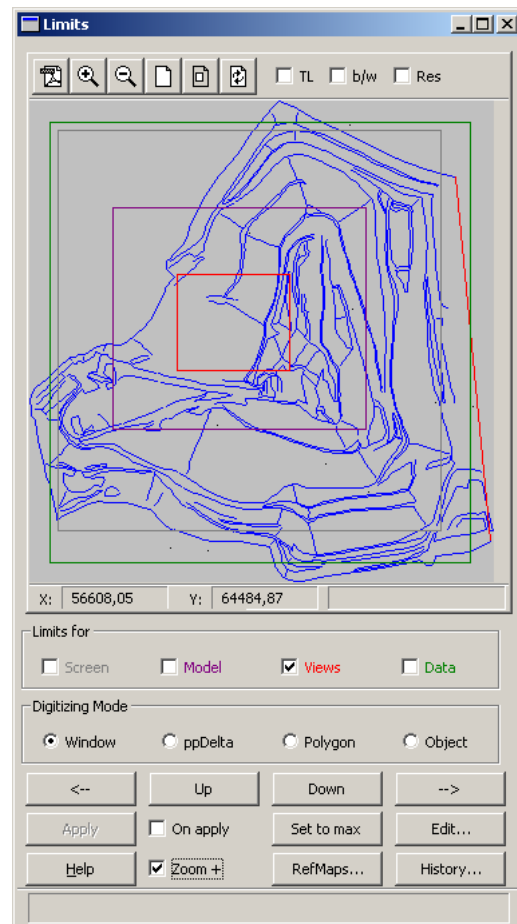 Limits
TL b/w Res
X: 56608,05 Y: 64484,87
Limits for
Screen Model Views Data
Digitizing Mode
Window ppDelta Polygon Object
<-- Up Down -->
Apply On apply Set to max Edit...
Help Zoom + RefMaps... History...